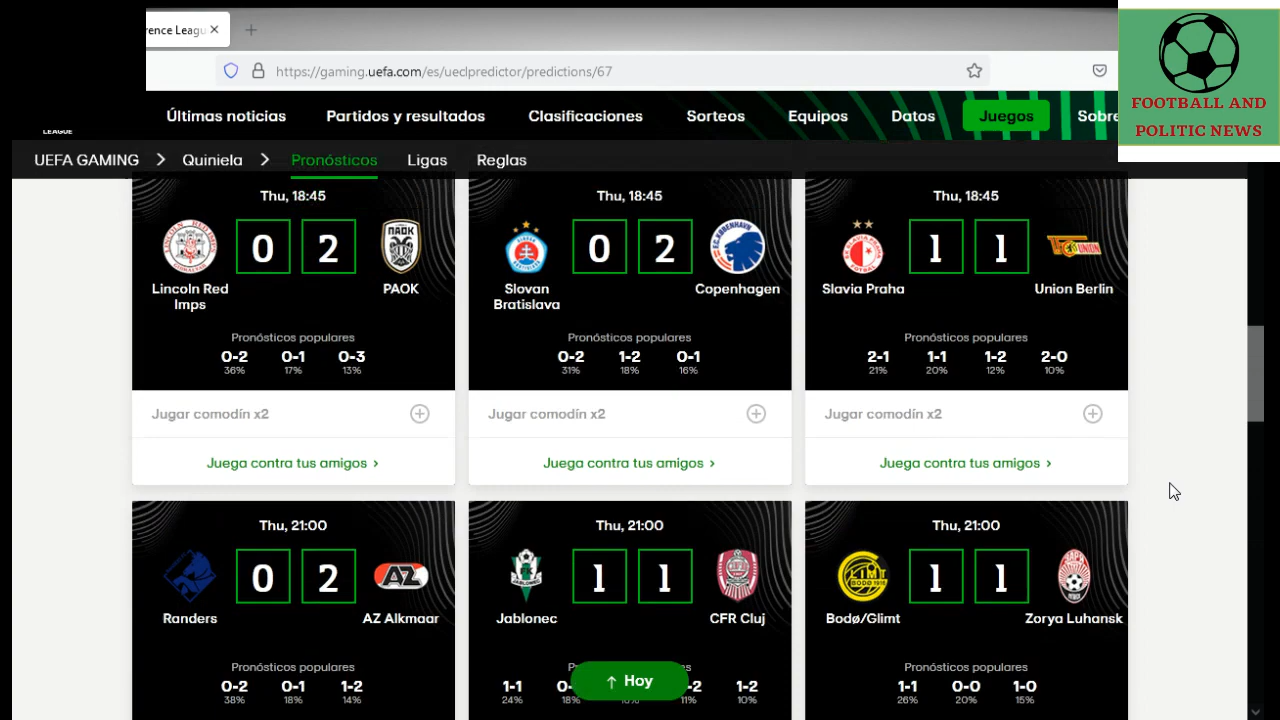 rence Leagu
https://gaming.uefa.com/es/ueclpredictor/predictions/67
FOOTBALL AND
POLITIC NEWS
Últimas noticias Partidos y resultados Clasificaciones Sorteos Equipos Datos Juegos Sobre
LEAGUE
UEFA GAMING > Quiniela > Pronósticos Ligas Reglas
Thu, 18:45
0 2
Lincoln Red
Imps
PAOK
Pronósticos populares
0-2 0-1 0-3
36% 17% 13%
Jugar comodín x2
Juega contra tus amigos >
Thu, 18:45
0 2
Slovan
Bratislava
Copenhagen
Pronósticos populares
0-2 1-2 0-1
31% 18% 16%
Jugar comodín x2
Juega contra tus amigos >
Thu, 18:45
1 1
Slavia Praha
Union Berlin
Pronósticos populares
2-1 1-1 1-2 2-0
21% 20% 12% 10%
Jugar comodín x2
Juega contra tus amigos >
Thu, 21:00
0 2
Randers
AZ Alkmaar
Pronósticos populares
0-2 0-1 1-2
38% 18% 14%
Thu, 21:00
1 1
Jablonec
CFR Cluj
1-1 1-2
24% 18% 11% 10%
Thu, 21:00
1 1
Bodø/Glimt
Zorya Luhansk
Pronósticos populares
1-1 0-0 1-0
26% 20% 15%
↑ Hoy